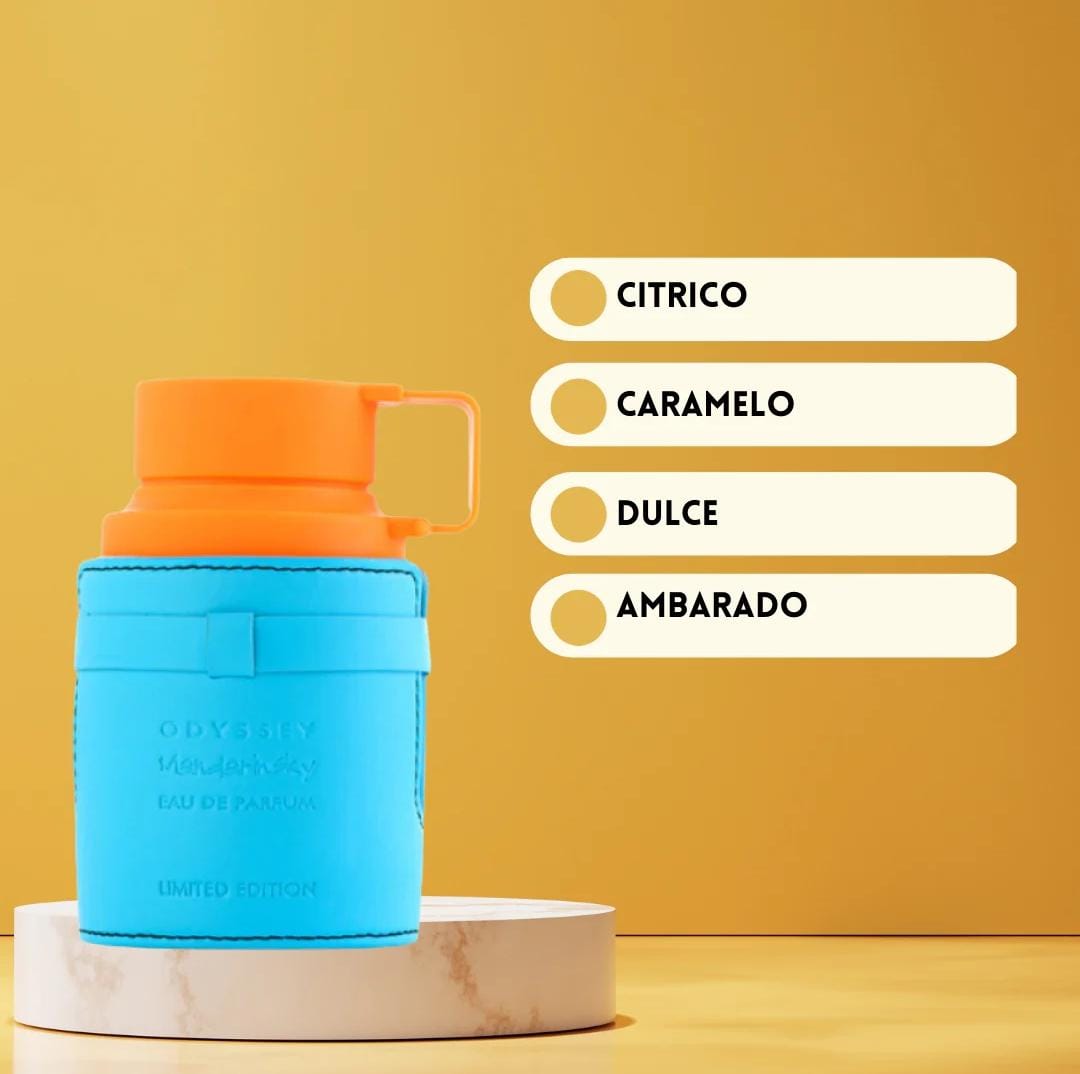 CITRICO
CARAMELO
DULCE
AMBARADO
ODYSSEY
Mandarin sky
EAU DE PARFUM
LIMITED EDITION